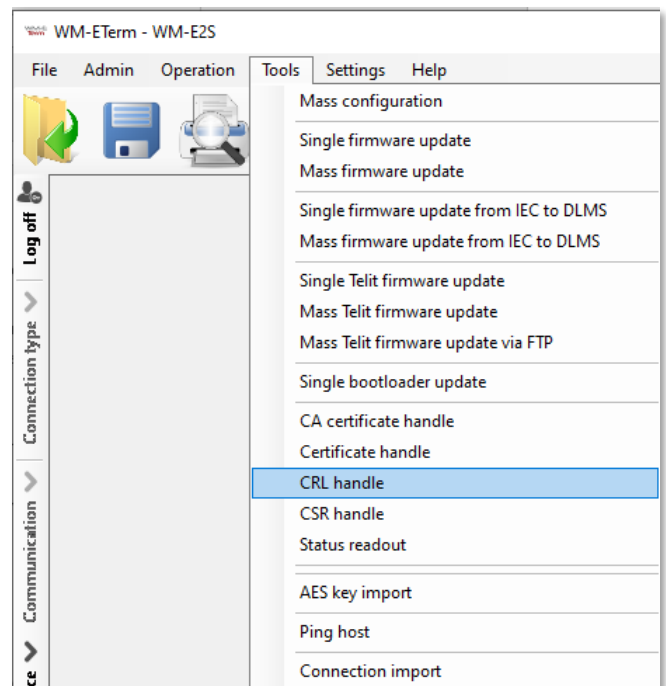 WM-ETerm - WM-E2S
File Admin Operation Tools Settings Help
Mass configuration
Single firmware update
Mass firmware update
Single firmware update from IEC to DLMS
Mass firmware update from IEC to DLMS
Single Telit firmware update
Mass Telit firmware update
Mass Telit firmware update via FTP
Single bootloader update
CA certificate handle
Certificate handle
CRL handle
CSR handle
Status readout
AES key import
Ping host
Connection import
Log off
Connection type
Communication